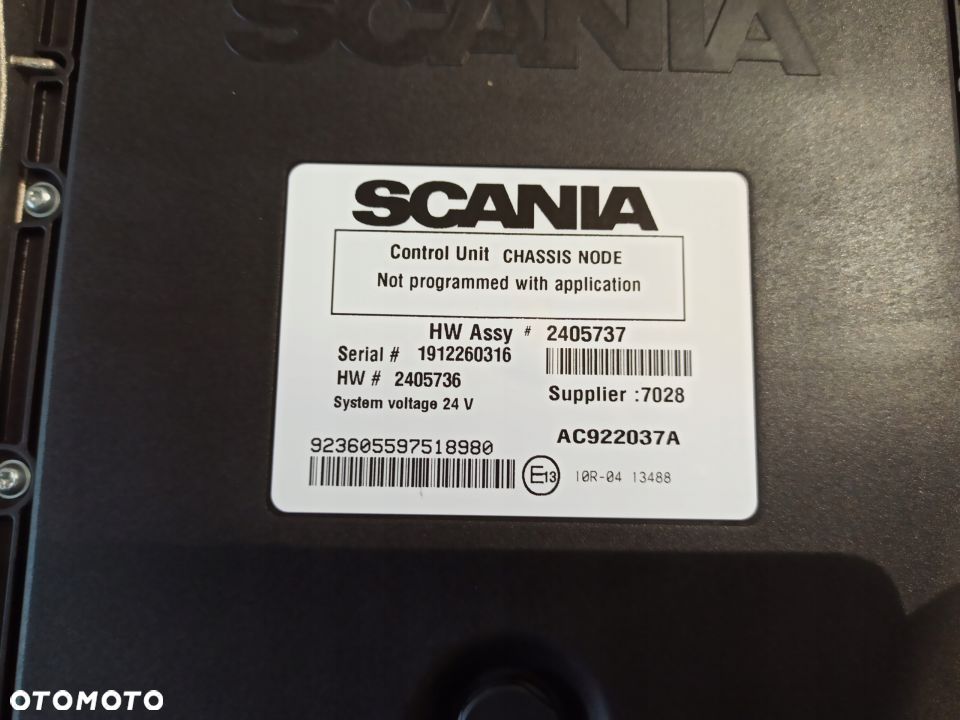 SCANIA
SCANIA
Control Unit CHASSIS NODE
Not programmed with application
HW Assy # 2405737
Serial # 1912260316
HW # 2405736
Supplier :7028
System voltage 24 V
AC922037A
923605597518980
E13 10R-04 13488
OTOMOTO